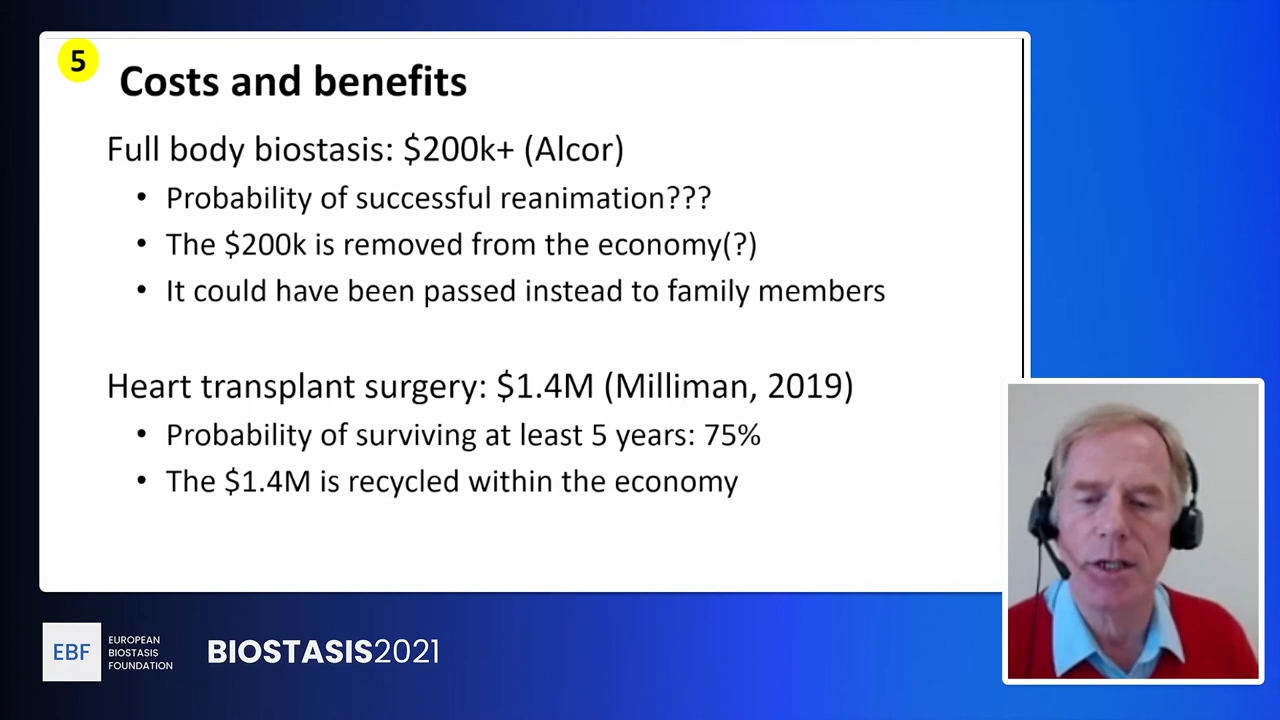 5
Costs and benefits
Full body biostasis: $200k+ (Alcor)
• Probability of successful reanimation???
• The $200k is removed from the economy(?)
• It could have been passed instead to family members
Heart transplant surgery: $1.4M (Milliman, 2019)
• Probability of surviving at least 5 years: 75%
• The $1.4M is recycled within the economy
EBF
EUROPEAN
BIOSTASIS
FOUNDATION
BIOSTASIS2021